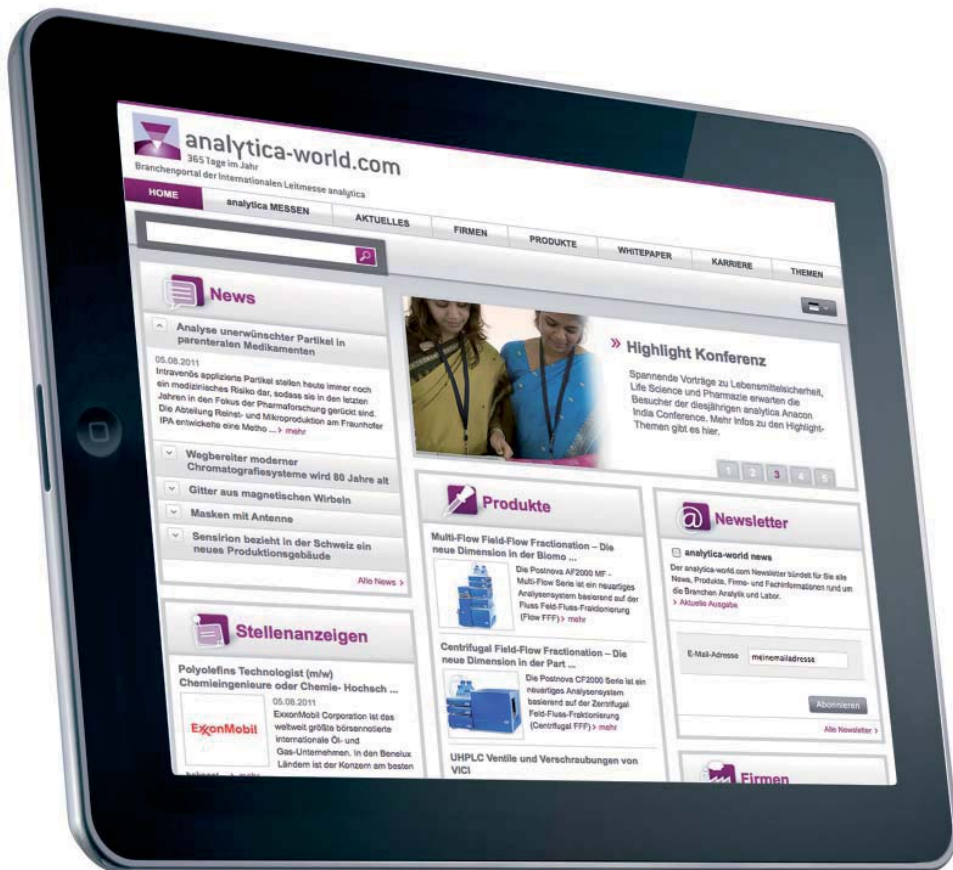 analytica-world.com
365 Tage im Jahr
Branchenportal der Internationalen Leitmesse analytica
HOME
analytica MESSEN
AKTUELLES
FIRMEN
PRODUKTE
WHITEPAPER
KARRIERE
THEMEN
News
Analyse unerwünschter Partikel in
parenteralen Medikamenten
05.08.2011
Intravenös applizierte Partikel stellen heute immer noch
ein medizinisches Risiko dar, sodass sie in den letzten
Jahren in den Fokus der Pharmaforschung gerückt sind.
Die Abteilung Reinst- und Mikroproduktion am Fraunhofer
IPA entwickelte eine Metho ... > mehr
Wegbereiter moderner
Chromatografiesysteme wird 80 Jahre alt
Gitter aus magnetischen Wirbeln
Masken mit Antenne
Sensirion bezieht in der Schweiz ein
neues Produktionsgebäude
Alle News >
» Highlight Konferenz
Spannende Vorträge zu Lebensmittelsicherheit,
Life Science und Pharmazie erwarten die
Besucher der diesjährigen analytica Anacon
India Conference. Mehr Infos zu den Highlight-
Themen gibt es hier.
1 2 3 4 5
Stellenanzeigen
Polyolefins Technologist (m/w)
Chemieingenieure oder Chemie- Hochsch ...
05.08.2011
ExxonMobil
ExxonMobil Corporation ist das
weltweit größte börsennotierte
internationale Öl- und
Gas-Unternehmen. In den Benelux
Ländern ist der Konzern am besten
Produkte
Multi-Flow Field-Flow Fractionation – Die
neue Dimension in der Biomo ...
Die Postnova AF2000 MF -
Multi-Flow Serie ist ein neuartiges
Analysensystem basierend auf der
Fluss Feld-Fluss-Fraktionierung
(Flow FFF) > mehr
Centrifugal Field-Flow Fractionation – Die
neue Dimension in der Part ...
Die Postnova CF2000 Serie ist ein
neuartiges Analysensystem
basierend auf der Zentrifugal
Feld-Fluss-Fraktionierung
(Centrifugal FFF) > mehr
UHPLC Ventile und Verschraubungen von
VICI
@ Newsletter
analytica-world news
Der analytica-world.com Newsletter bündelt für Sie alle
News, Produkte, Firmen- und Fachinformationen rund um
die Branchen Analytik und Labor.
> Aktuelle Ausgabe
E-Mail-Adresse
meinemailadresse
Abonnieren
Alle Newsletter >
Firmen